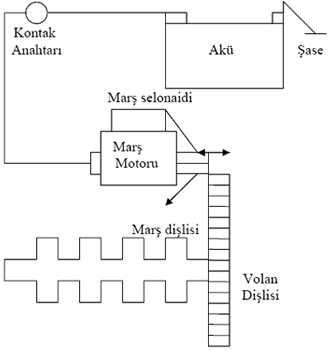 Kontak
Anahtarı
Akü
Şase
Marş selonaidi
Marş
Motoru
Marş dişlisi
Volan
Dişlisi